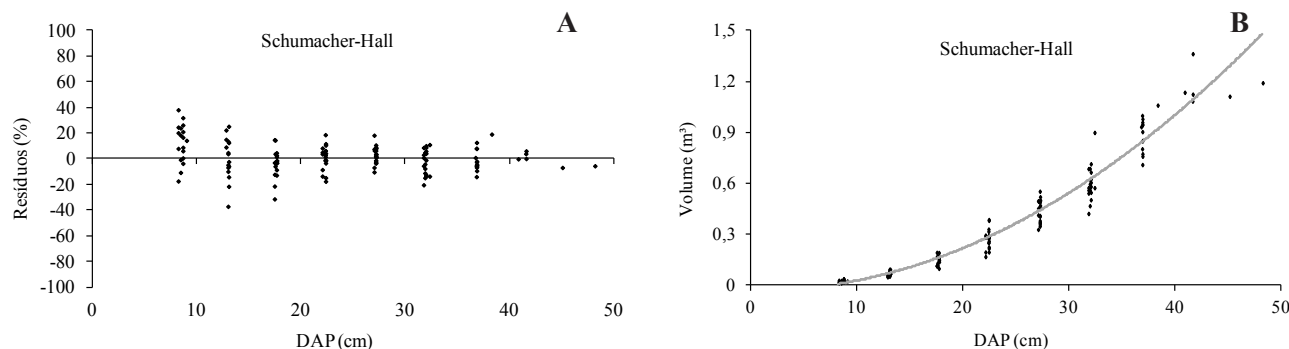 A
Schumacher-Hall
Resíduos (%)
100
80
60
40
20
0
-20
-40
-60
-80
-100
0 10 20 30 40 50
DAP (cm)
B
Schumacher-Hall
Volume (m³)
1,5
1,2
0,9
0,6
0,3
0
0 10 20 30 40 50
DAP (cm)